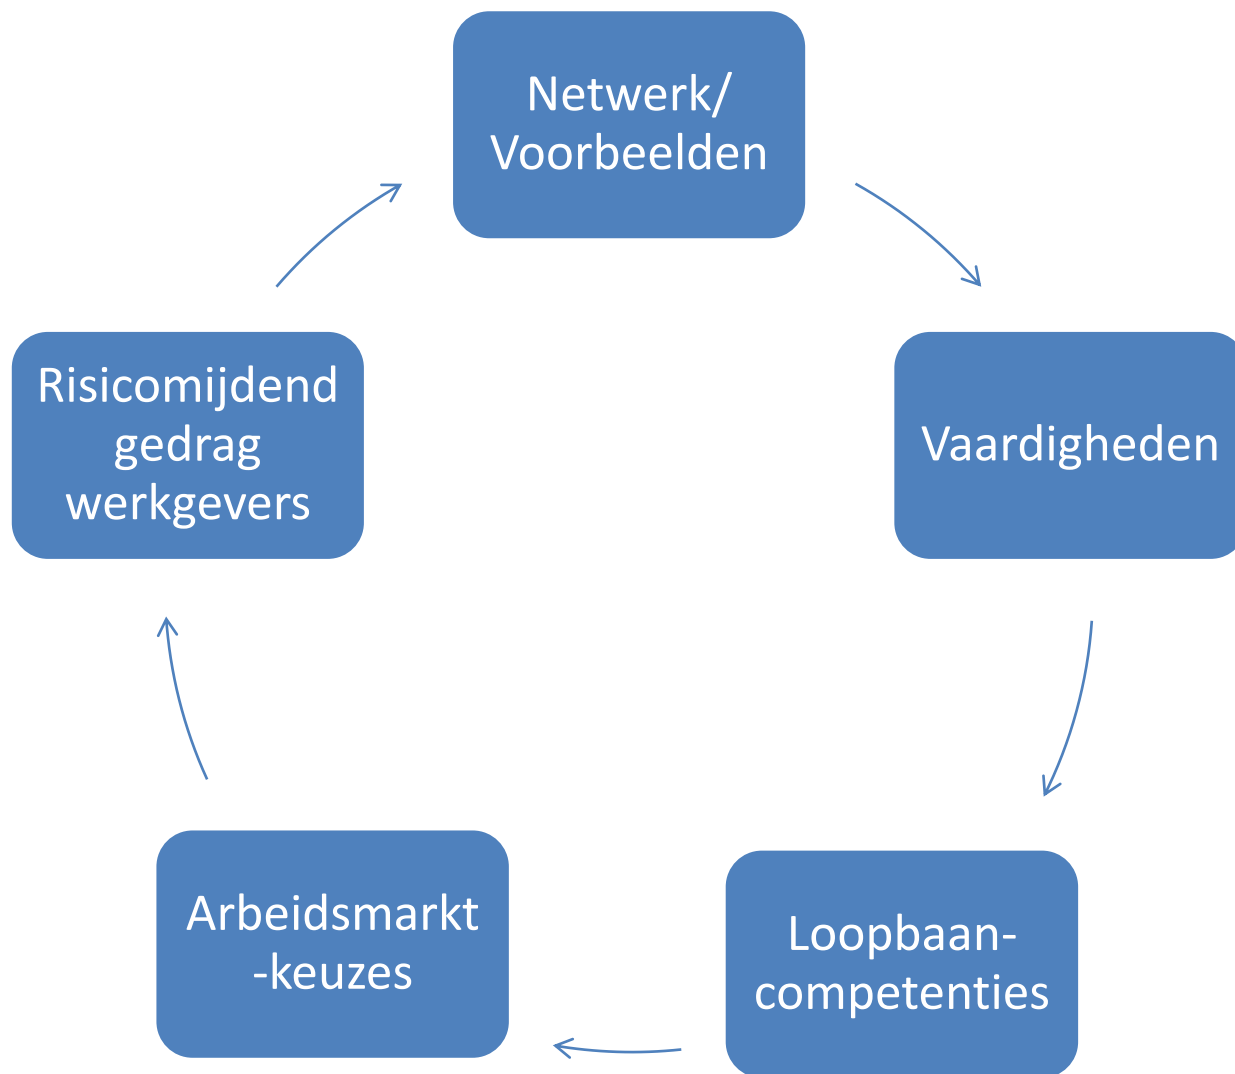 Netwerk/
Voorbeelden
Vaardigheden
Loopbaan-
competenties
Arbeidsmarkt
-keuzes
Risicomijdend
gedrag
werkgevers